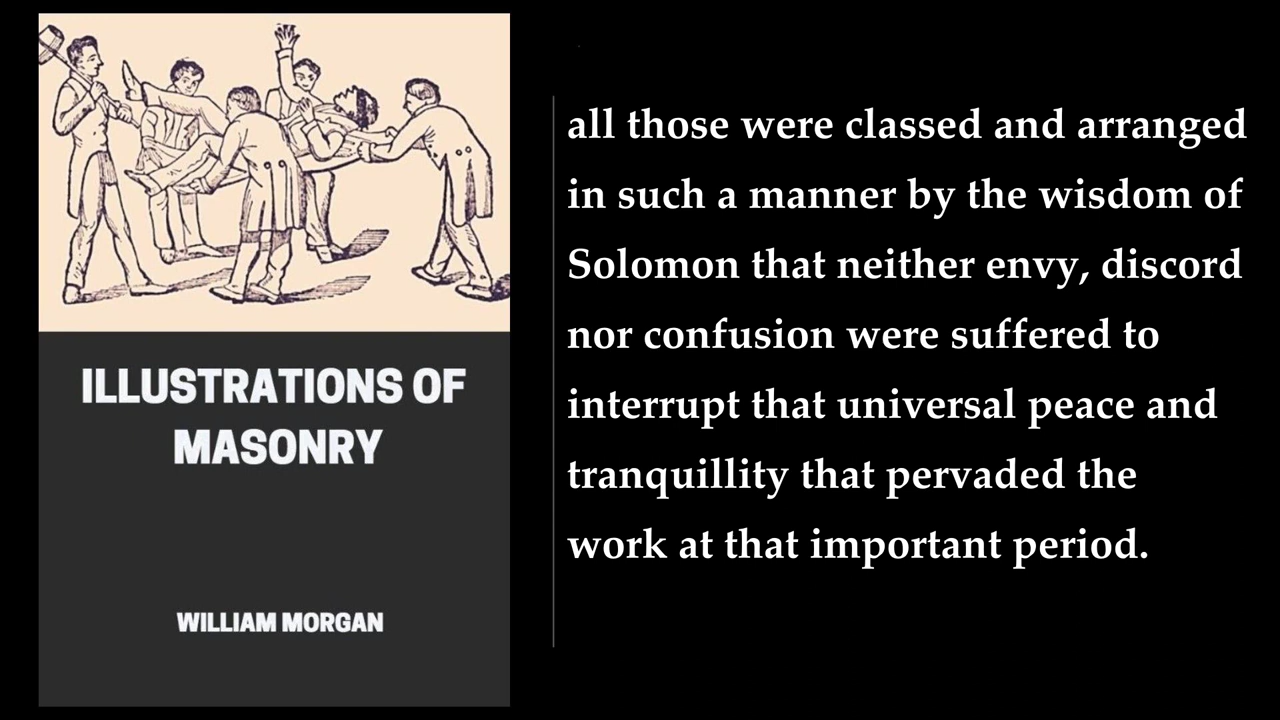 ILLUSTRATIONS OF
MASONRY
WILLIAM MORGAN
all those were classed and arranged
in such a manner by the wisdom of
Solomon that neither envy, discord
nor confusion were suffered to
interrupt that universal peace and
tranquillity that pervaded the
work at that important period.